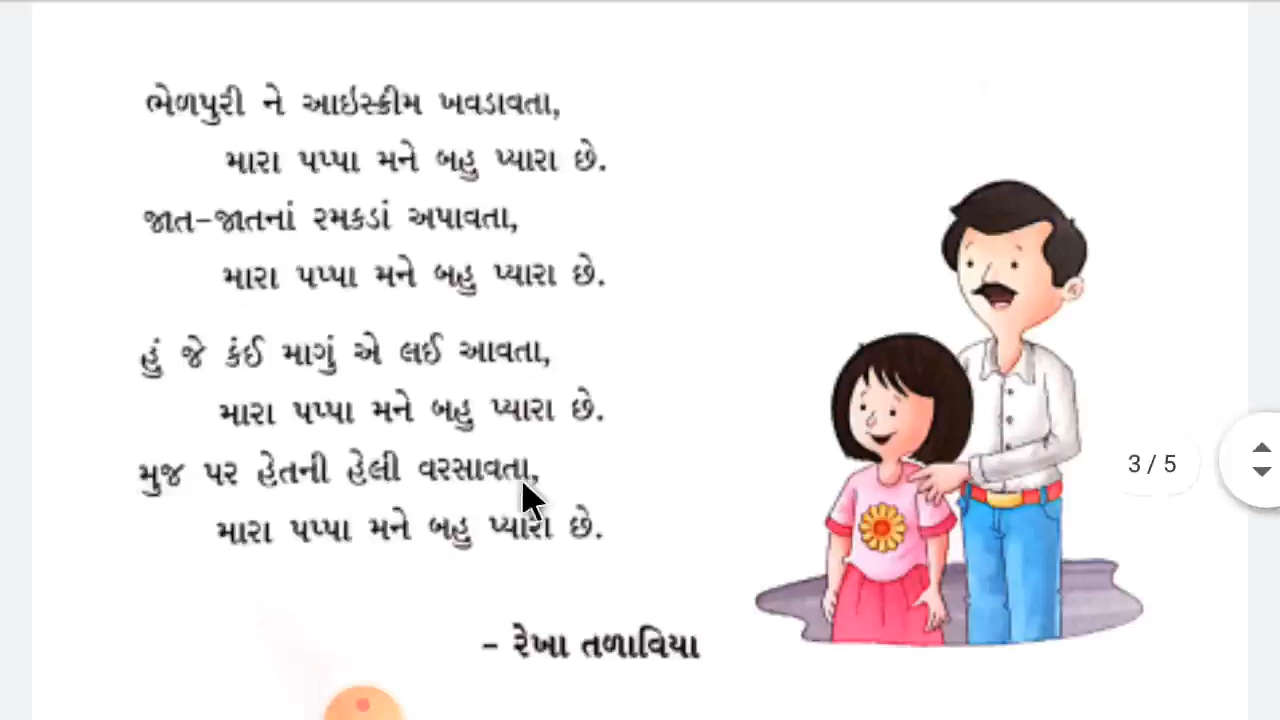 ભેળપુરી ને આઇસ્ક્રીમ ખવડાવતા,
મારા પપ્પા મને બહુ પ્યારા છે.
જાત-જાતનાં રમકડાં અપાવતા,
મારા પપ્પા મને બહુ પ્યારા છે.
હું જે કંઈ માગું એ લઈ આવતા,
મારા પપ્પા મને બહુ પ્યારા છે.
મુજ પર હેતની હેલી વરસાવતા,
મારા પપ્પા મને બહુ પ્યારા છે.
– રેખા તળાવિયા
3 / 5